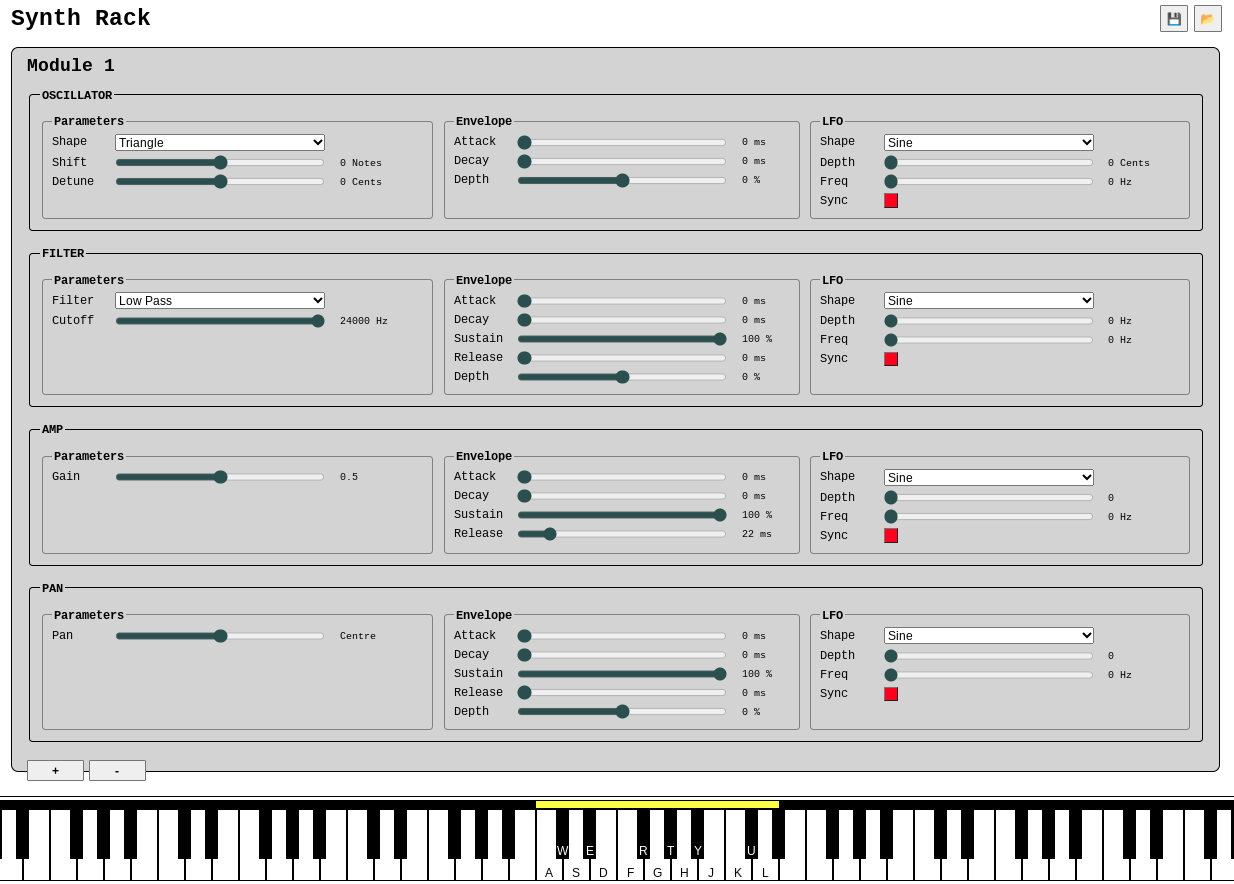 Synth Rack
Module 1
OSCILLATOR
Parameters
Shape Triangle
Shift 0 Notes
Detune 0 Cents
Envelope
Attack 0 ms
Decay 0 ms
Depth 0 %
LFO
Shape Sine
Depth 0 Cents
Freq 0 Hz
Sync
FILTER
Parameters
Filter Low Pass
Cutoff 24000 Hz
Envelope
Attack 0 ms
Decay 0 ms
Sustain 100 %
Release 0 ms
Depth 0 %
LFO
Shape Sine
Depth 0 Hz
Freq 0 Hz
Sync
AMP
Parameters
Gain 0.5
Envelope
Attack 0 ms
Decay 0 ms
Sustain 100 %
Release 22 ms
LFO
Shape Sine
Depth 0
Freq 0 Hz
Sync
PAN
Parameters
Pan Centre
Envelope
Attack 0 ms
Decay 0 ms
Sustain 100 %
Release 0 ms
Depth 0 %
LFO
Shape Sine
Depth 0
Freq 0 Hz
Sync
+ -
W E R T Y U
A S D F G H J K L